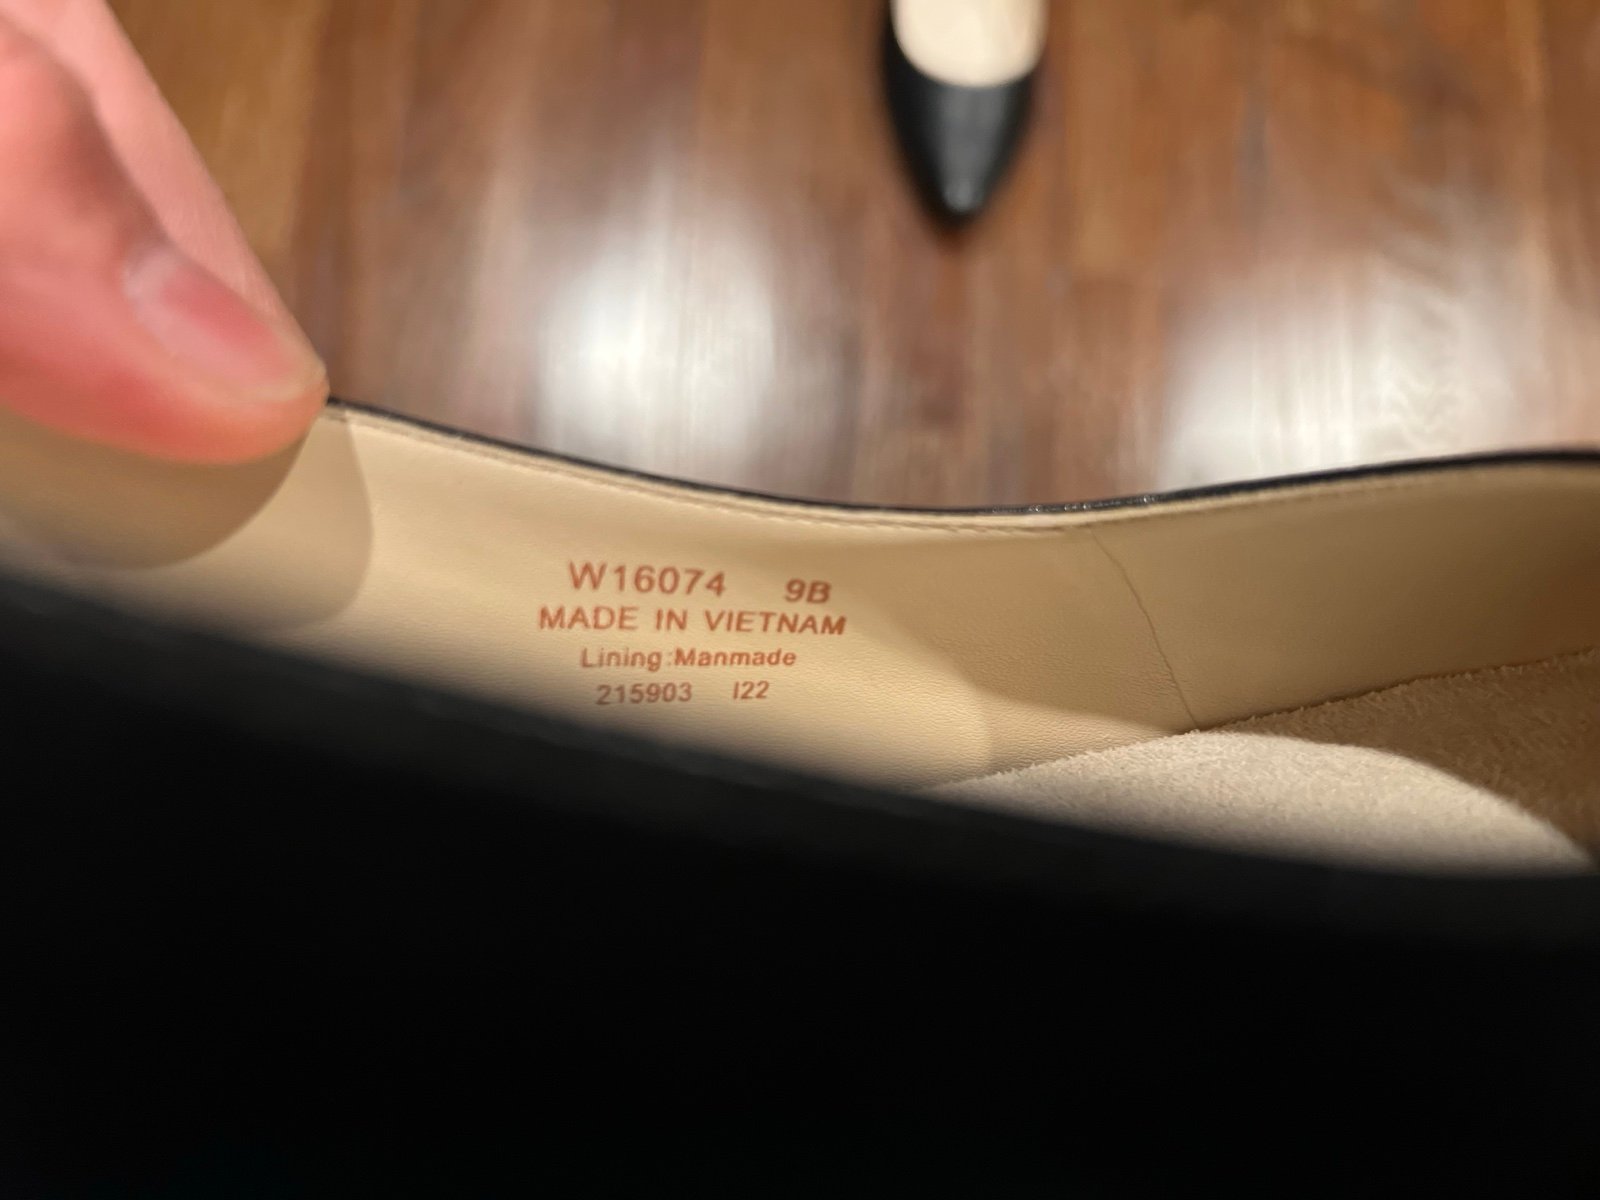 W16074 9B
MADE IN VIETNAM
Lining:Manmade
215903 I22